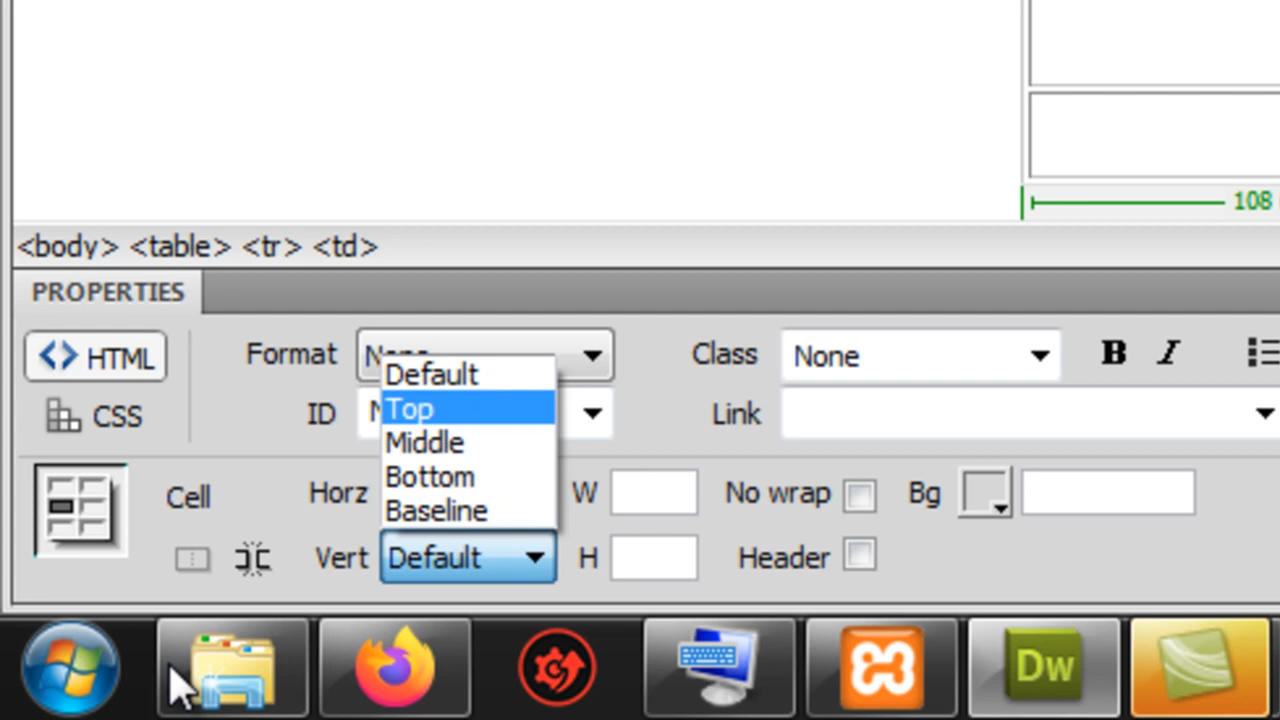 108
<body> <table> <tr> <td>
PROPERTIES
HTML
Format
Class
None
B
I
CSS
ID
Link
Default
Top
Middle
Bottom
Baseline
Cell
Horz
W
No wrap
Bg
Vert
Default
H
Header
Dw